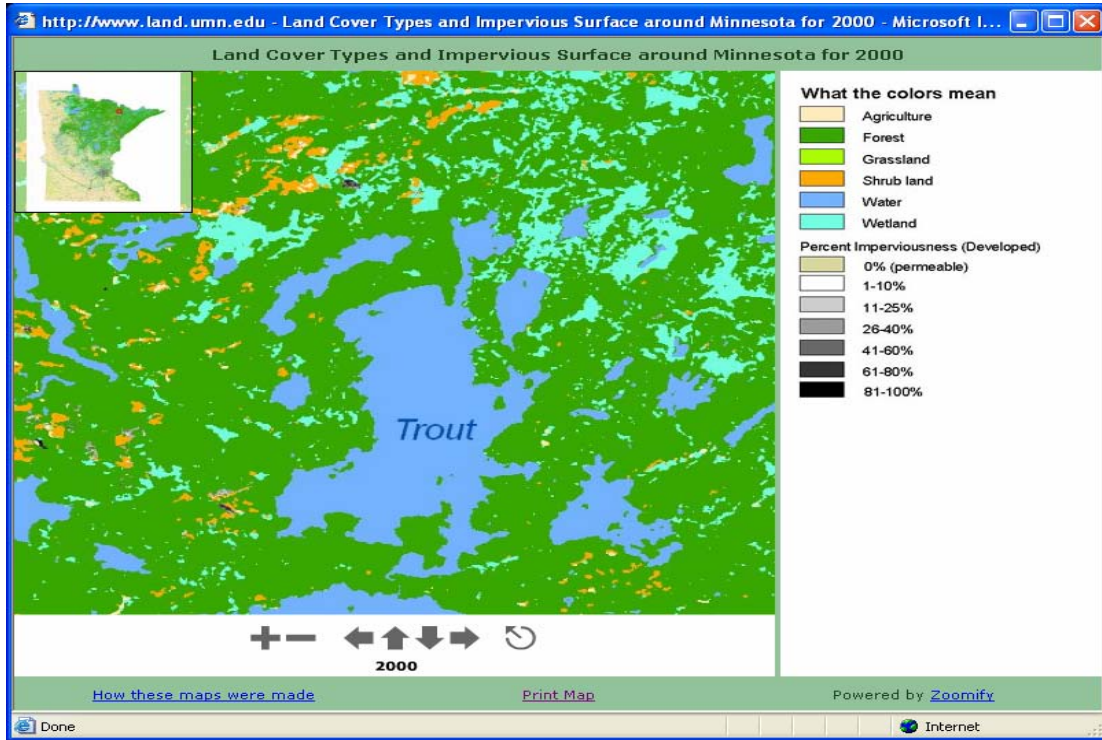 http://www.land.umn.edu - Land Cover Types and Impervious Surface around Minnesota for 2000 - Microsoft I...
Land Cover Types and Impervious Surface around Minnesota for 2000
What the colors mean
Agriculture
Forest
Grassland
Shrub land
Water
Wetland
Percent Imperviousness (Developed)
0% (permeable)
1-10%
11-25%
26-40%
41-60%
61-80%
81-100%
Trout
2000
How these maps were made
Print Map
Powered by Zoomify
Done
Internet